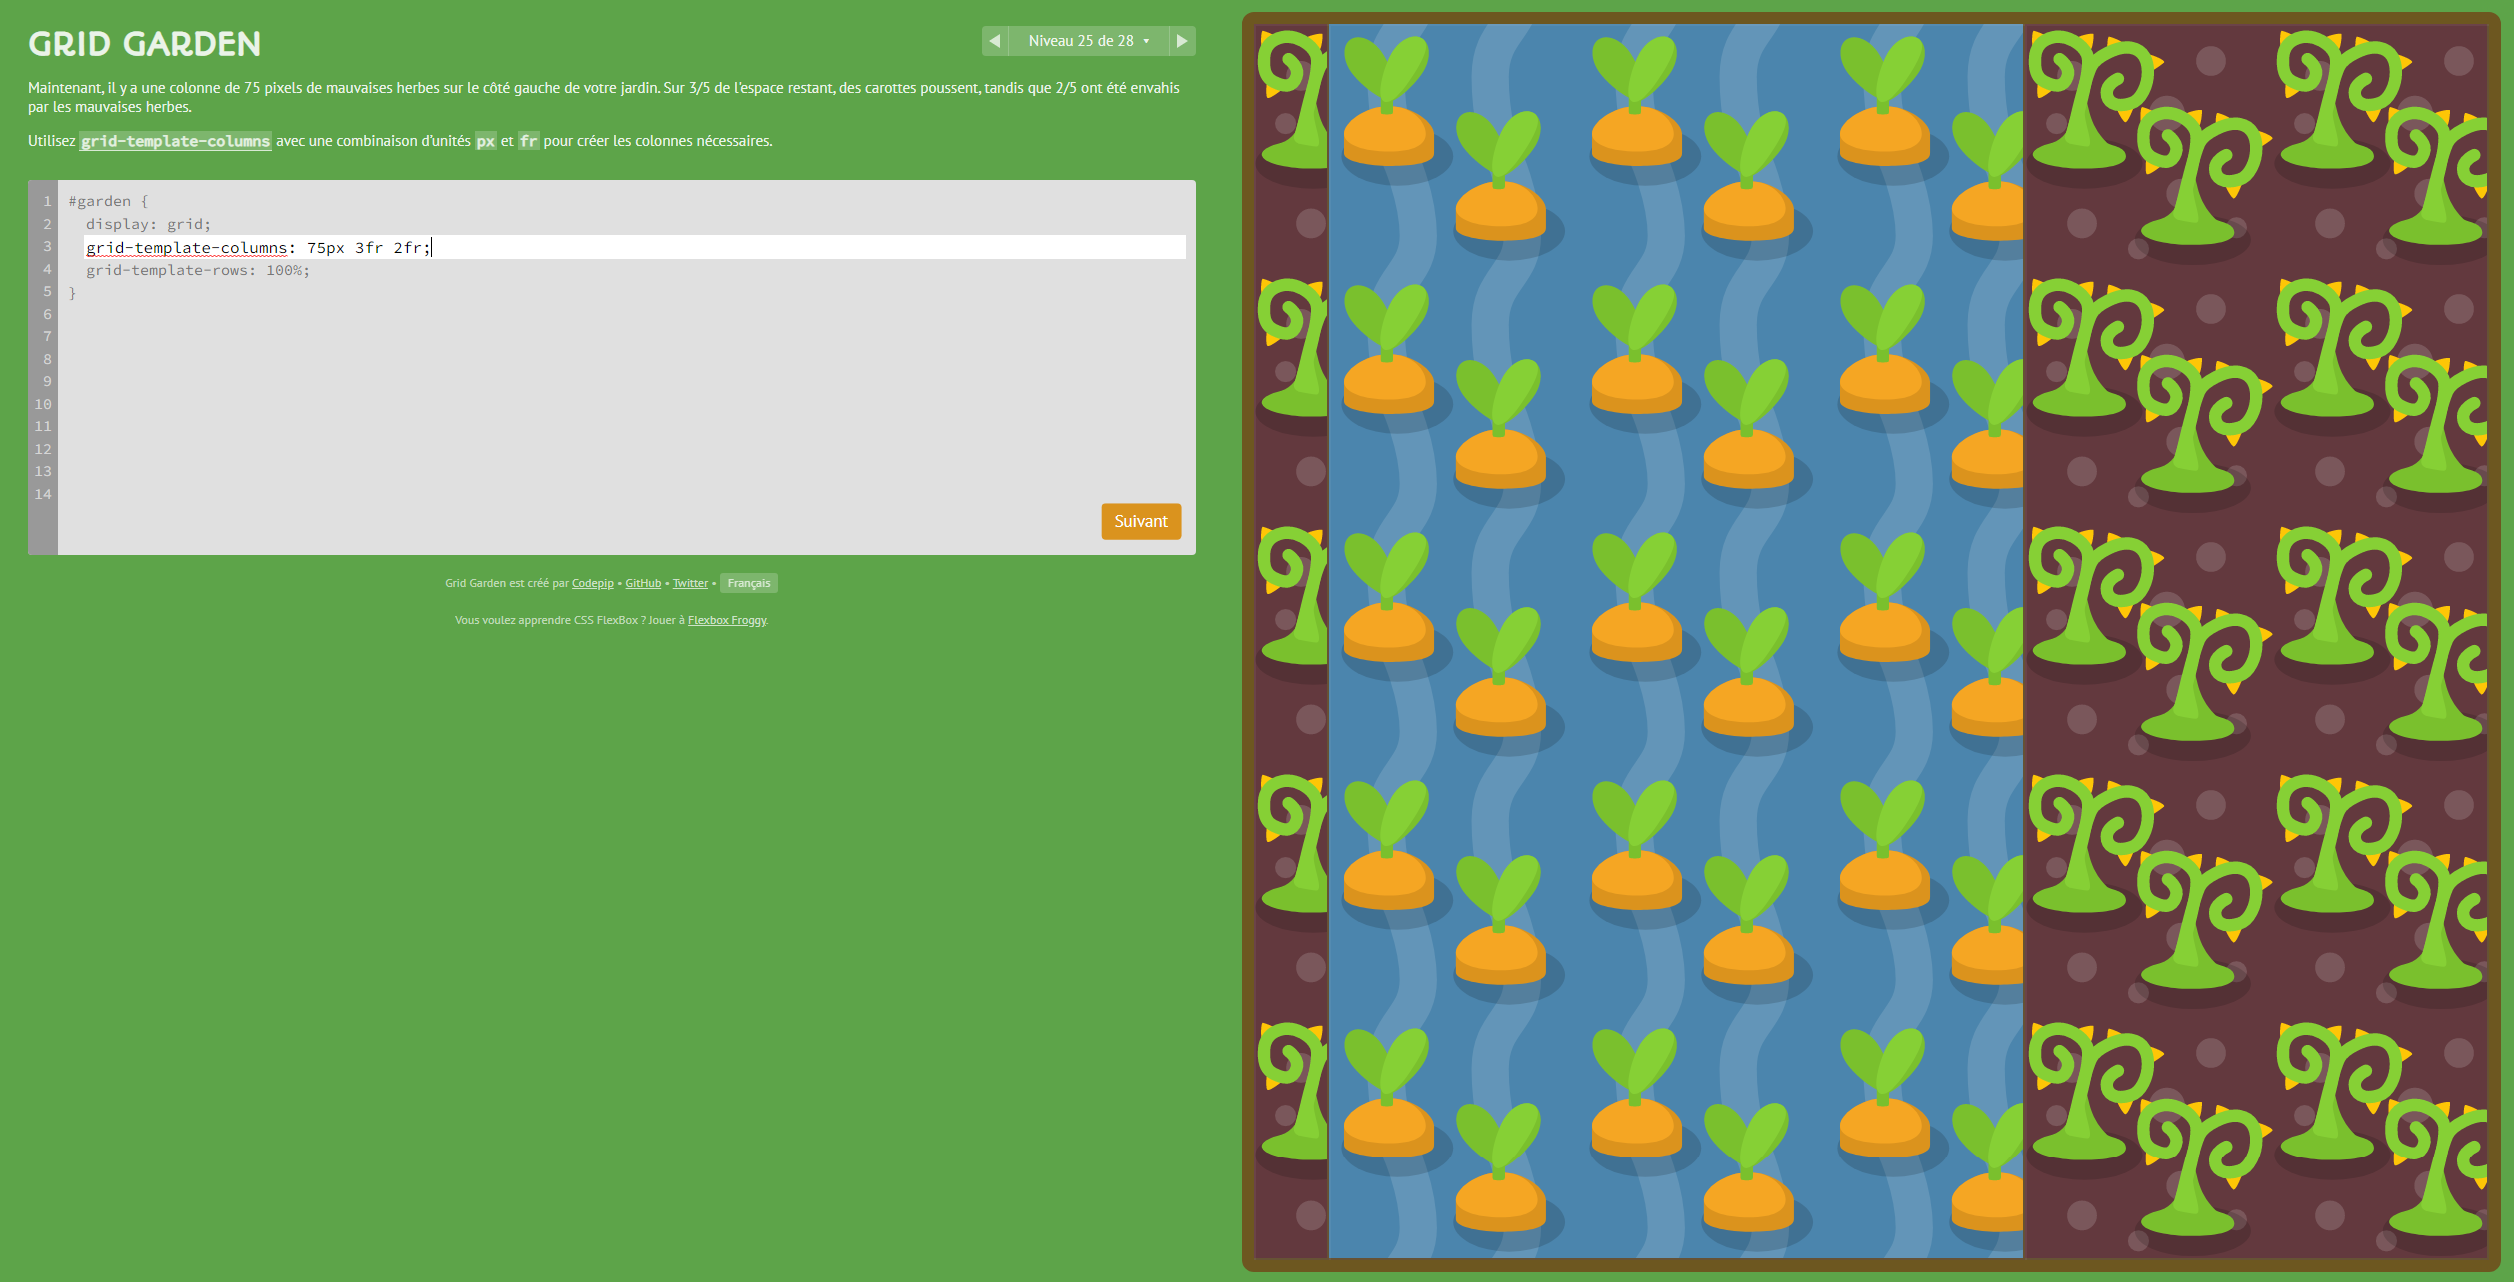 GRID GARDEN
Niveau 25 de 28
Maintenant, il y a une colonne de 75 pixels de mauvaises herbes sur le côté gauche de votre jardin. Sur 3/5 de l'espace restant, des carottes poussent, tandis que 2/5 ont été envahis
par les mauvaises herbes.
Utilisez grid-template-columns avec une combinaison d'unités px et fr pour créer les colonnes nécessaires.
1 #garden {
2 display: grid;
3 grid-template-columns: 75px 3fr 2fr;
4 grid-template-rows: 100%;
5 }
6
7
8
9
10
11
12
13
14
Suivant
Grid Garden est créé par Codepip • GitHub • Twitter • Français
Vous voulez apprendre CSS FlexBox ? Jouer à Flexbox Froggy.